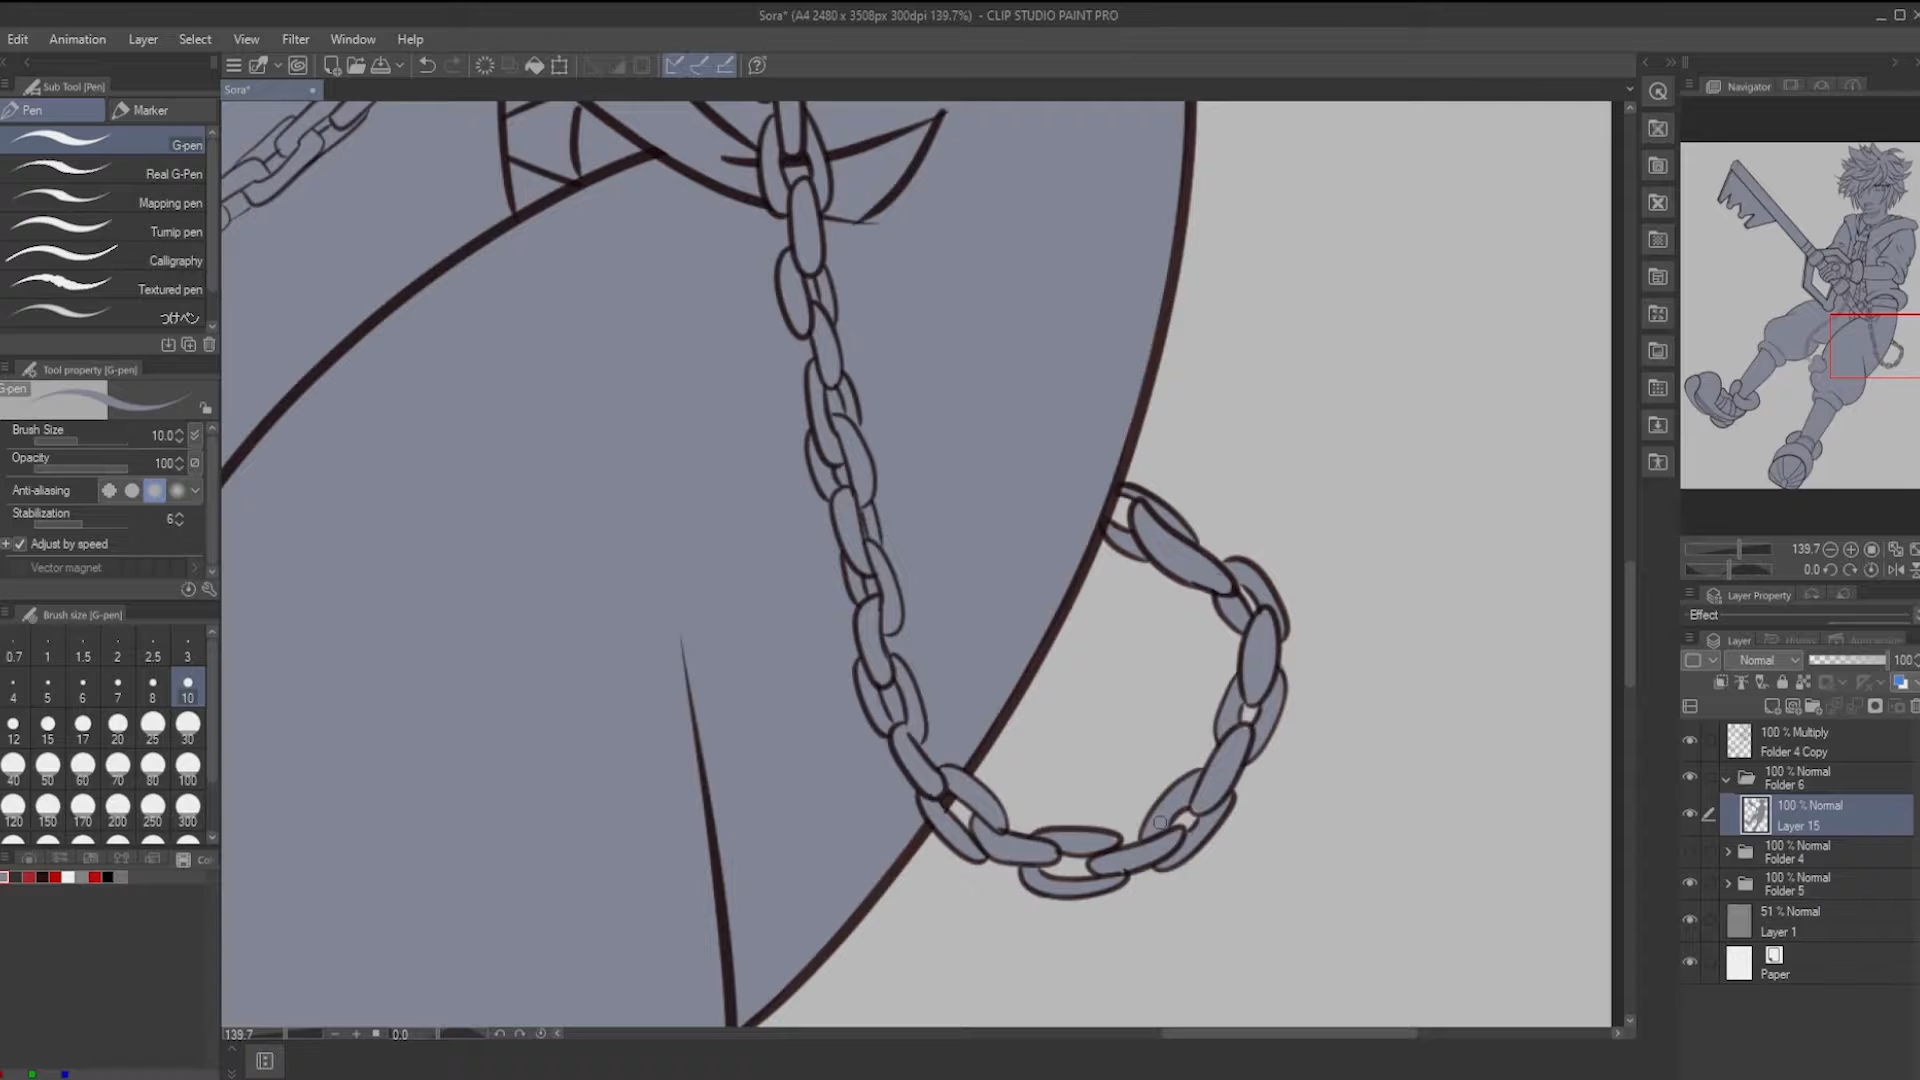 Sora* (A4 2480 x 3508px 300dpi 139.7%) - CLIP STUDIO PAINT PRO
Edit Animation Layer Select View Filter Window Help
Sub Tool [Pen]
Sora*
Navigator
Pen Marker
G-pen
Real G-Pen
Mapping pen
Turnip pen
Calligraphy
Textured pen
つけペン
Tool property [G-pen]
G-pen
Brush Size 10.0
Opacity 100
Anti-aliasing
Stabilization 6
Adjust by speed
Vector magnet
139.7
0.0
Layer Property
Effect
Brush size [G-pen]
Layer
0.7 1 1.5 2 2.5 3
4 5 6 7 8 10
12 15 17 20 25 30
40 50 60 70 80 100
120 150 170 200 250 300
Normal 100
100 % Multiply
Folder 4 Copy
100 % Normal
Folder 6
100 % Normal
Layer 15
100 % Normal
Folder 4
100 % Normal
Folder 5
51 % Normal
Layer 1
Paper
139.7 0.0